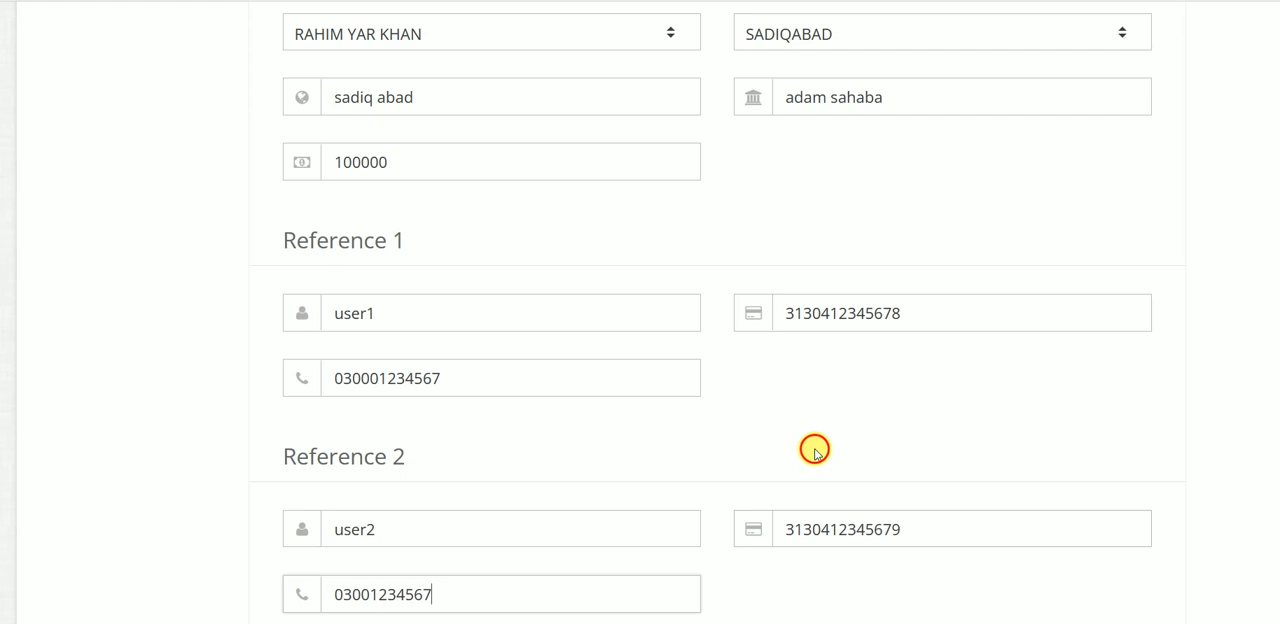 RAHIM YAR KHAN
SADIQABAD
sadiq abad
adam sahaba
100000
Reference 1
user1
3130412345678
030001234567
Reference 2
user2
3130412345679
03001234567